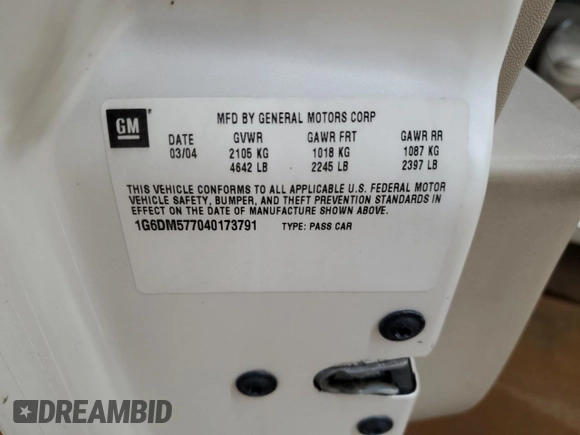 GM
MFD BY GENERAL MOTORS CORP
DATE GVWR GAWR FRT GAWR RR
03/04 2105 KG 1018 KG 1087 KG
4642 LB 2245 LB 2397 LB
THIS VEHICLE CONFORMS TO ALL APPLICABLE U.S. FEDERAL MOTOR
VEHICLE SAFETY, BUMPER, AND THEFT PREVENTION STANDARDS IN
EFFECT ON THE DATE OF MANUFACTURE SHOWN ABOVE.
1G6DM577040173791 TYPE: PASS CAR
DREAMBID